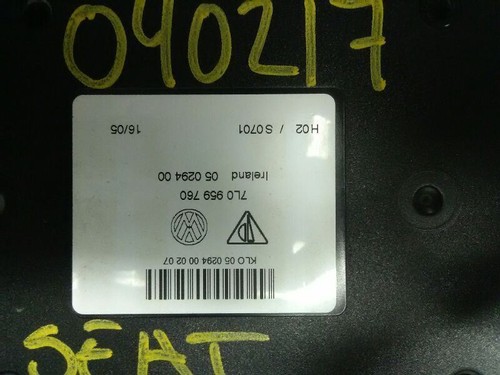 040217
KLO 05 0294 00 02 07
7L0 959 760
Ireland 05 0294 00
H02 / S0701 16/05
SEAT